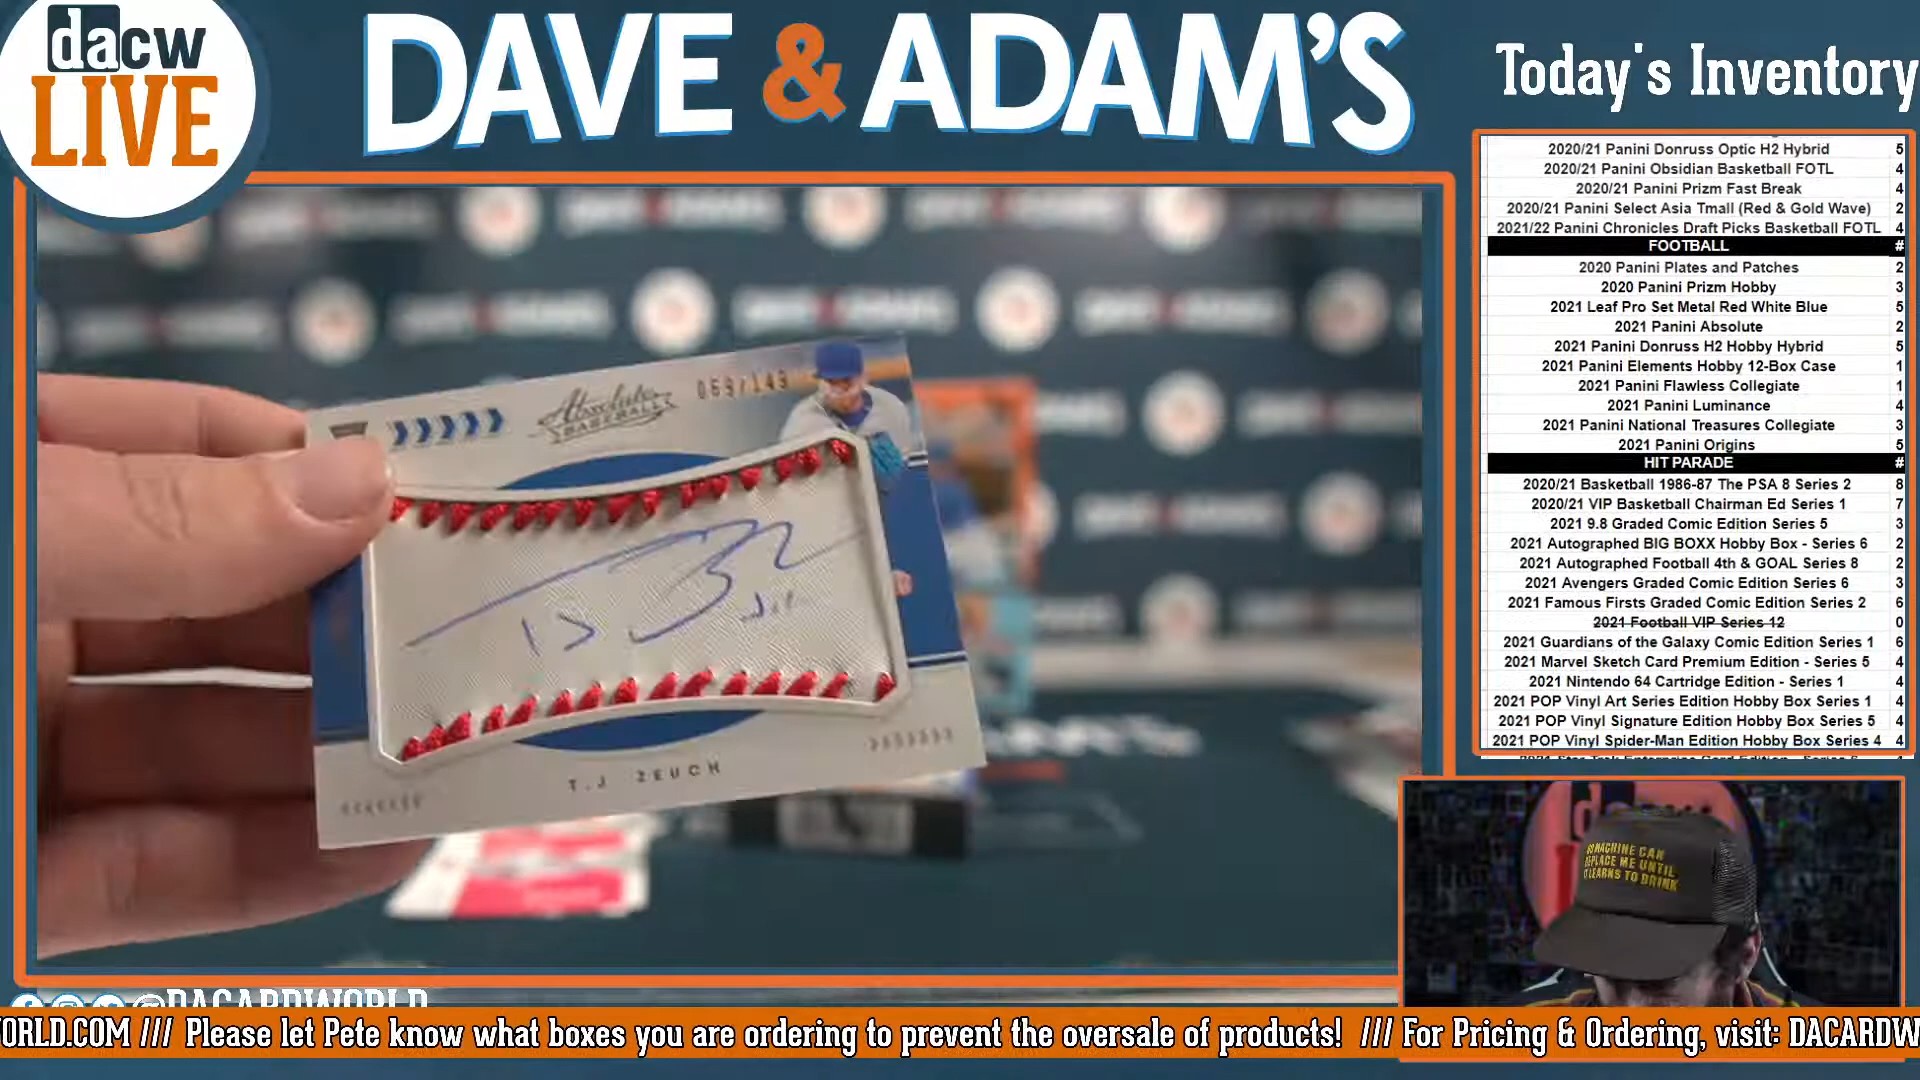 dacw
LIVE
DAVE & ADAM'S
Today's Inventory
2020/21 Panini Donruss Optic H2 Hybrid 5
2020/21 Panini Obsidian Basketball FOTL 4
2020/21 Panini Prizm Fast Break 4
2020/21 Panini Select Asia Tmall (Red & Gold Wave) 2
2021/22 Panini Chronicles Draft Picks Basketball FOTL 4
FOOTBALL #
2020 Panini Plates and Patches 2
2020 Panini Prizm Hobby 3
2021 Leaf Pro Set Metal Red White Blue 5
2021 Panini Absolute 2
2021 Panini Donruss H2 Hobby Hybrid 5
2021 Panini Elements Hobby 12-Box Case 1
2021 Panini Flawless Collegiate 1
2021 Panini Luminance 4
2021 Panini National Treasures Collegiate 3
2021 Panini Origins 5
HIT PARADE #
2020/21 Basketball 1986-87 The PSA 8 Series 2 8
2020/21 VIP Basketball Chairman Ed Series 1 7
2021 9.8 Graded Comic Edition Series 5 3
2021 Autographed BIG BOXX Hobby Box - Series 6 2
2021 Autographed Football 4th & GOAL Series 8 2
2021 Avengers Graded Comic Edition Series 6 3
2021 Famous Firsts Graded Comic Edition Series 2 6
2021 Football VIP Series 12 0
2021 Guardians of the Galaxy Comic Edition Series 1 6
2021 Marvel Sketch Card Premium Edition - Series 5 4
2021 Nintendo 64 Cartridge Edition - Series 1 4
2021 POP Vinyl Art Series Edition Hobby Box Series 1 4
2021 POP Vinyl Signature Edition Hobby Box Series 5 4
2021 POP Vinyl Spider-Man Edition Hobby Box Series 4 4
Absolute
BASEBALL
069/149
T.J ZEUCH
MACHINE CAN
REPLACE ME UNTIL
IT LEARNS TO DRINK
@DACARDWORLD
ORLD.COM /// Please let Pete know what boxes you are ordering to prevent the oversale of products! /// For Pricing & Ordering, visit: DACARDW